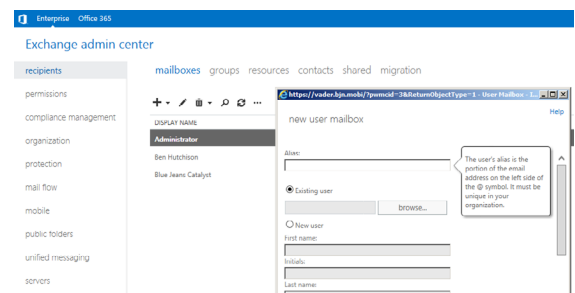 Enterprise Office 365
Exchange admin center
recipients
permissions
compliance management
organization
protection
mail flow
mobile
public folders
unified messaging
servers
mailboxes groups resources contacts shared migration
DISPLAY NAME
Administrator
Ben Hutchison
Blue Jeans Catalyst
https://vader.bjn.mobi/?pwmcid=3&ReturnObjectType=1 - User Mailbox - I...
Help
new user mailbox
Alias:
The user's alias is the
portion of the email
address on the left side of
the @ symbol. It must be
unique in your
organization.
Existing user
browse...
New user
First name:
Initials:
Last name: